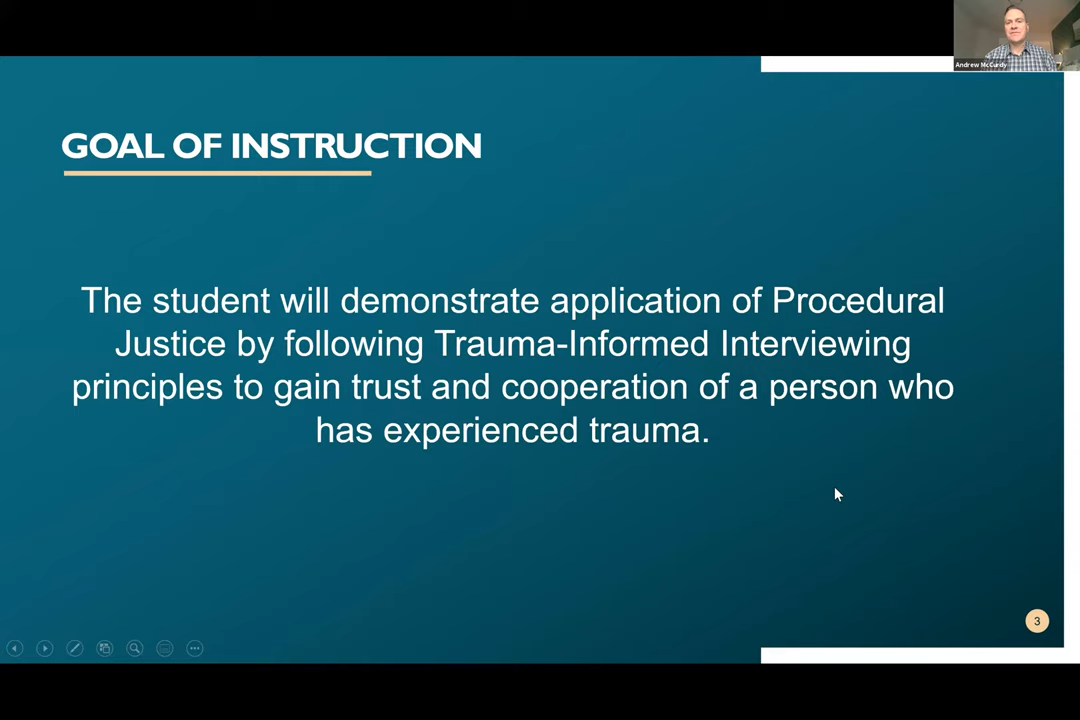 Andrew McCurdy
GOAL OF INSTRUCTION
The student will demonstrate application of Procedural
Justice by following Trauma-Informed Interviewing
principles to gain trust and cooperation of a person who
has experienced trauma.
3